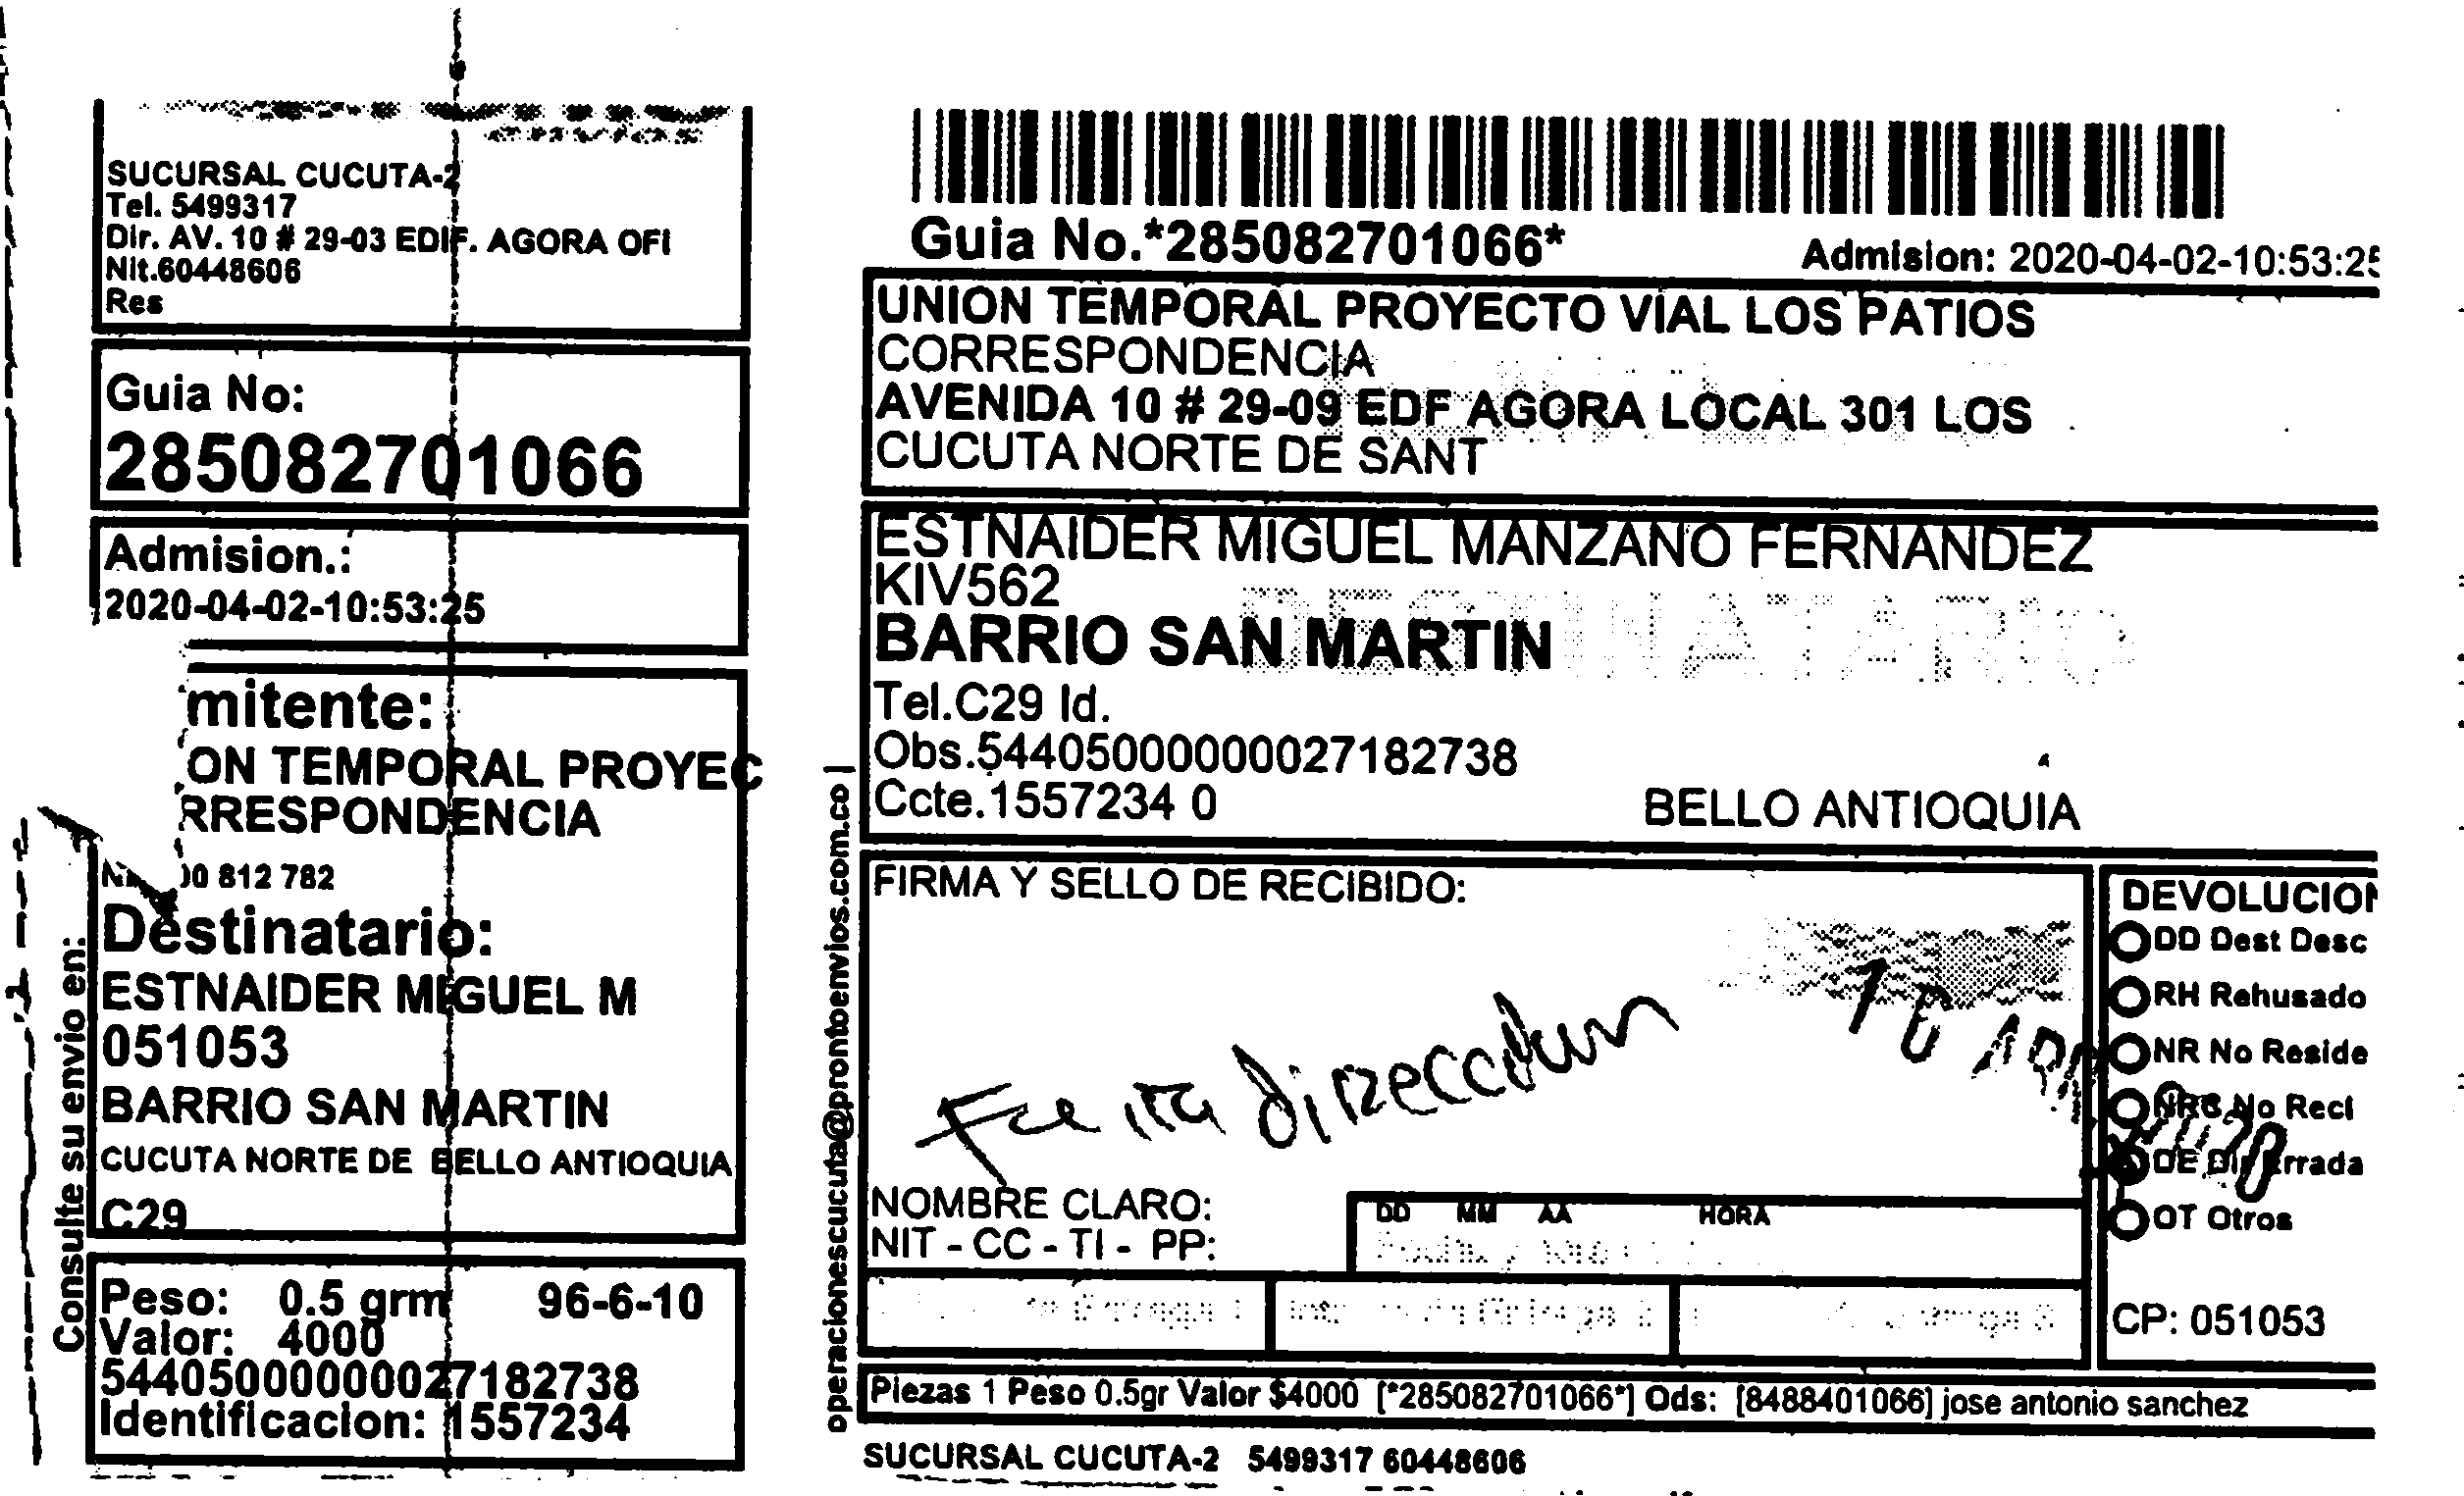 SUCURSAL CUCUTA-2
Tel. 5499317
Dir. AV. 10 # 29-03 EDIF. AGORA OFI
Nit.60448606
Res
Guia No:
285082701066
Admision.:
2020-04-02-10:53:25
mitente:
ON TEMPORAL PROYEC
RRESPONDENCIA
00 812 782
Destinatario:
ESTNAIDER MIGUEL M
051053
BARRIO SAN MARTIN
CUCUTA NORTE DE BELLO ANTIOQUIA
C29
Peso: 0.5 grm 96-6-10
Valor: 4000
544050000000027182738
Identificacion: 1557234
Consulte su envio en:
operacionescucuta@prontoenvios.com.co |
Guia No.*285082701066*
Admision: 2020-04-02-10:53:25
UNION TEMPORAL PROYECTO VIAL LOS PATIOS
CORRESPONDENCIA
AVENIDA 10 # 29-09 EDF AGORA LOCAL 301 LOS
CUCUTA NORTE DE SANT
ESTNAIDER MIGUEL MANZANO FERNANDEZ
KIV562
DESTINATARIO
BARRIO SAN MARTIN
Tel.C29 Id.
Obs.544050000000027182738
Ccte.1557234 0
BELLO ANTIOQUIA
FIRMA Y SELLO DE RECIBIDO:
Falta direccion
NOMBRE CLARO:
NIT - CC - TI - PP:
DD MM AA HORA
DEVOLUCION
DD Dest Desc
RH Rehusado
NR No Reside
NRC No Recl
DE Dir Errada
OT Otros
CP: 051053
Piezas 1 Peso 0.5gr Valor $4000 [*285082701066*] Ods: [8488401066] jose antonio sanchez
SUCURSAL CUCUTA-2 5499317 60448606